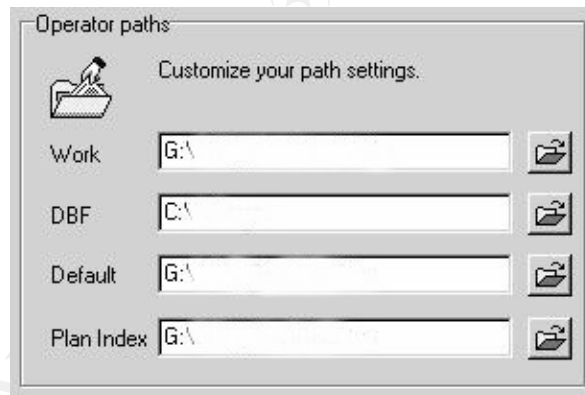 Operator paths
Customize your path settings.
Work G:\
DBF C:\
Default G:\
Plan Index G:\